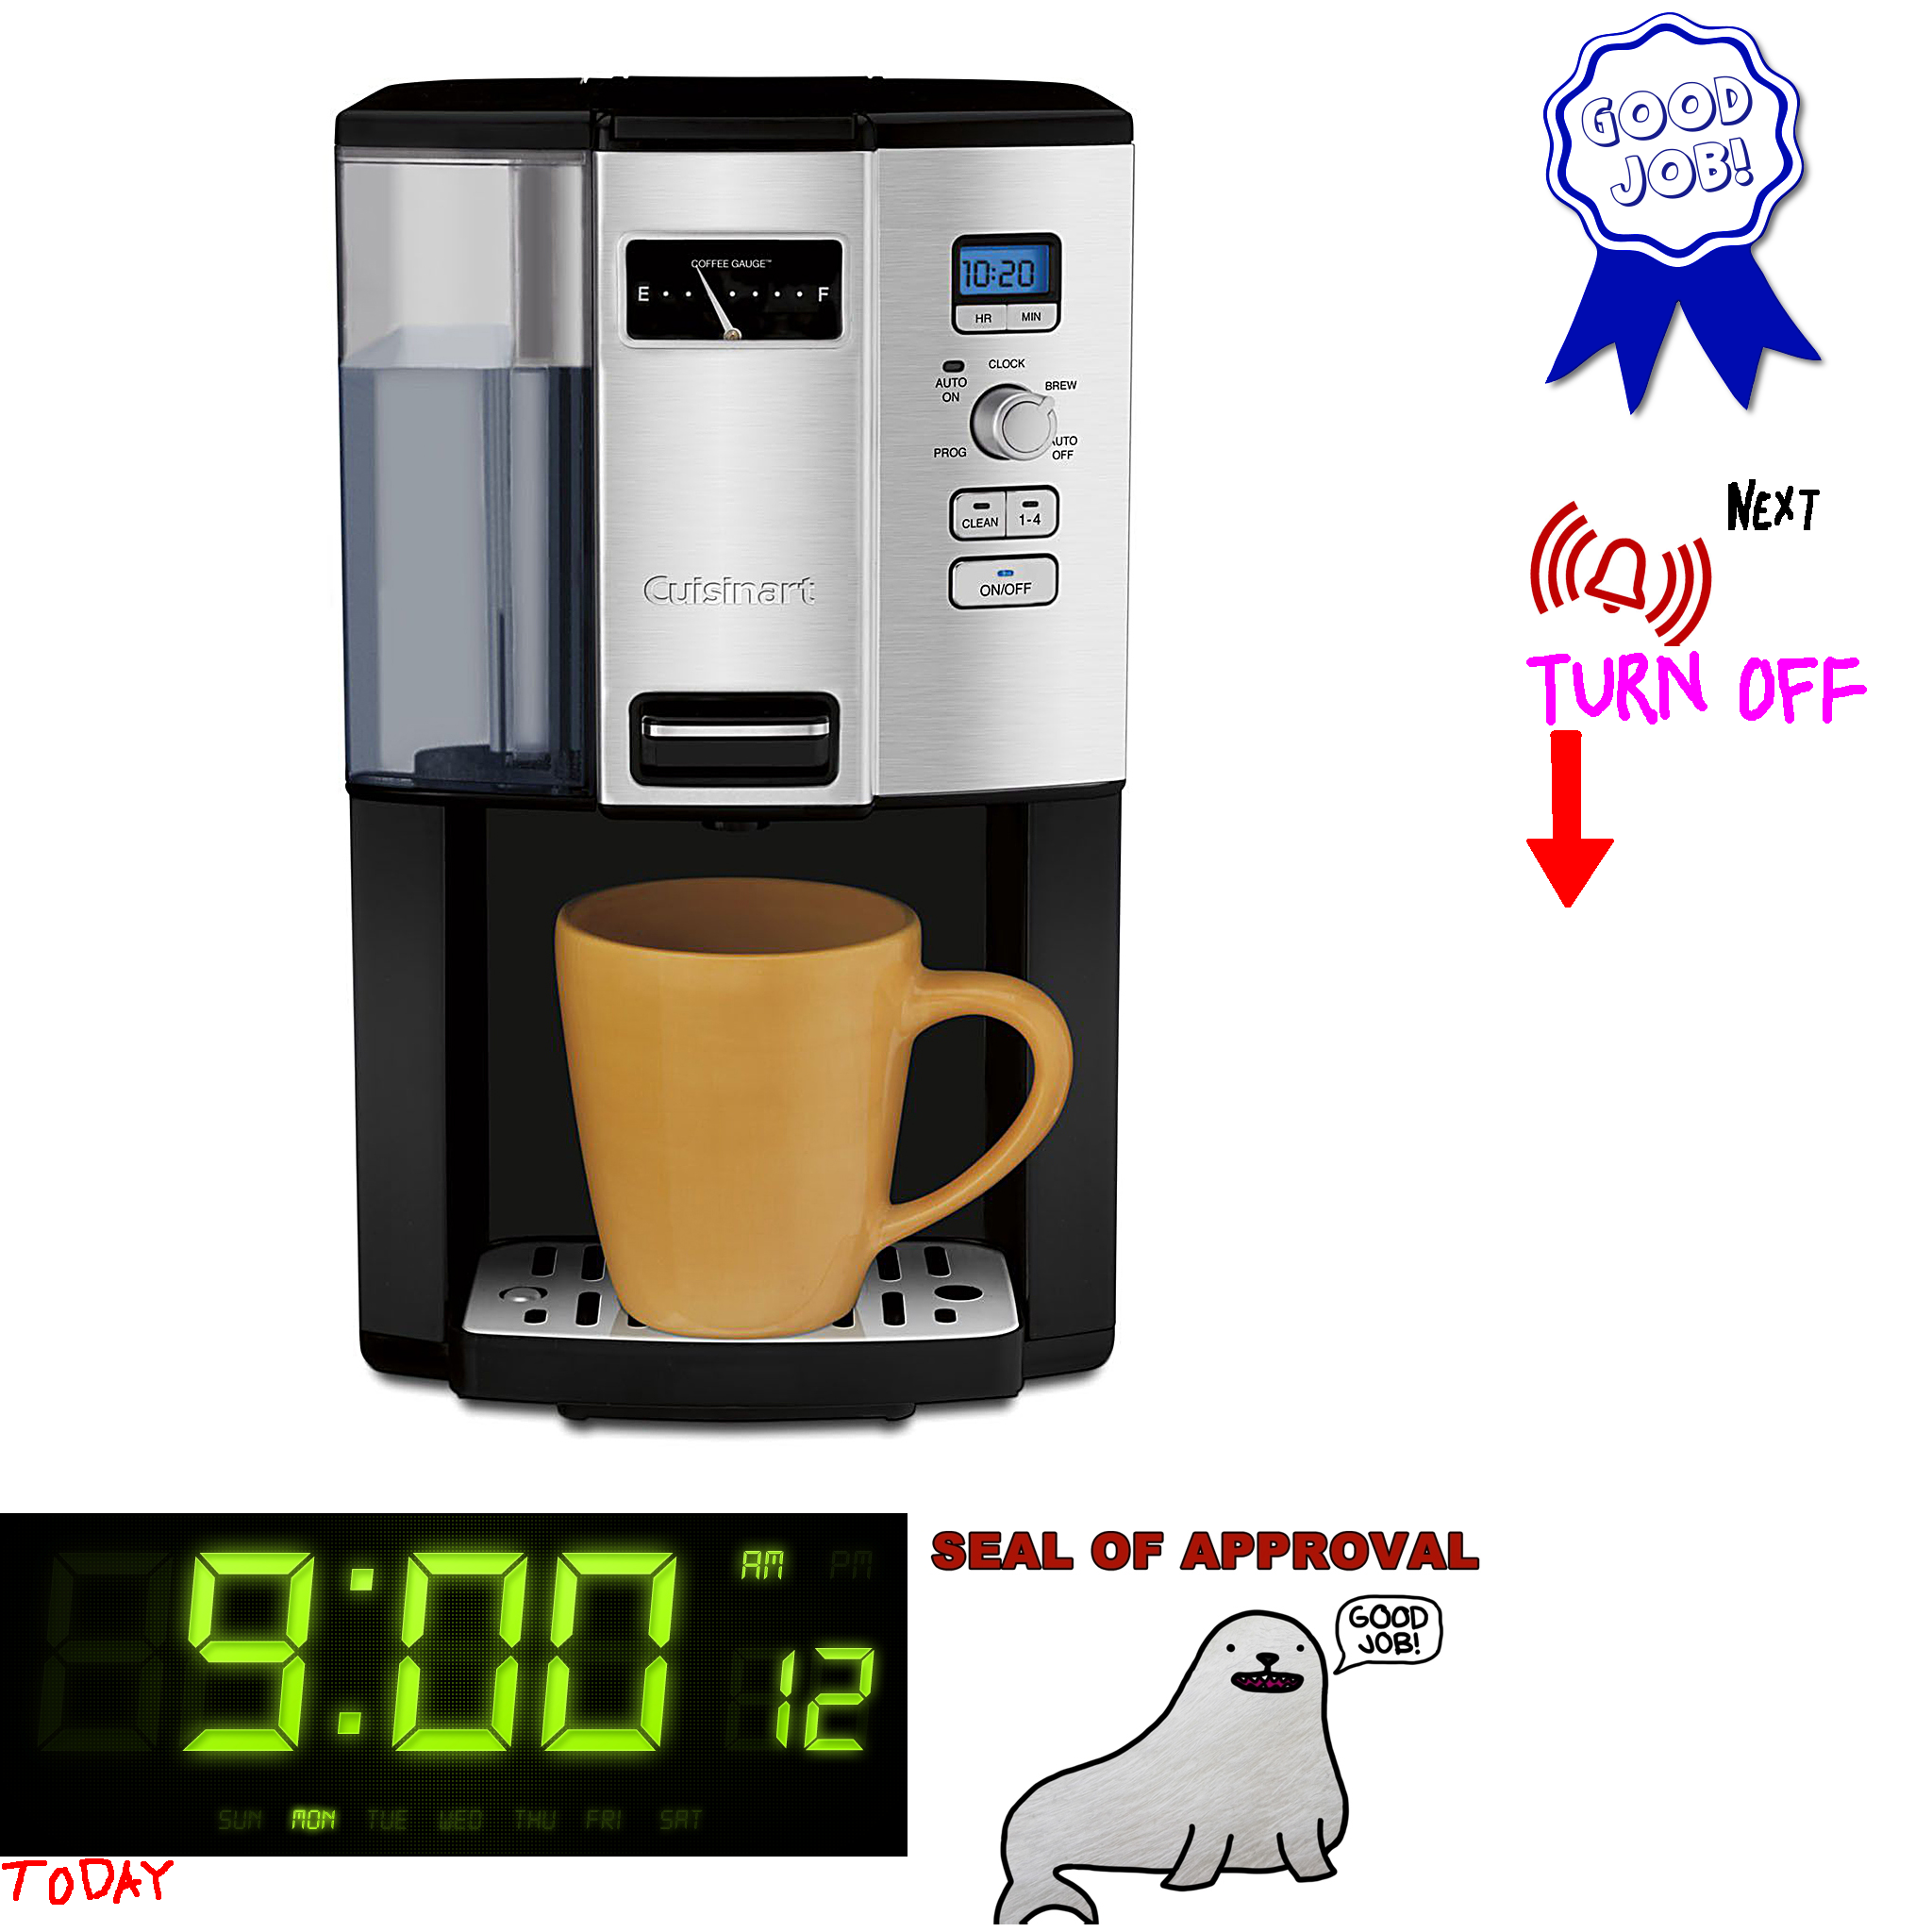 GOOD
JOB!
COFFEE GAUGE™
E F
10:20
HR MIN
CLOCK
AUTO
ON
BREW
PROG
AUTO
OFF
CLEAN 1-4
ON/OFF
Cuisinart
NEXT
TURN OFF
AM PM
9:00 12
SUN MON TUE WED THU FRI SAT
TODAY
SEAL OF APPROVAL
GOOD
JOB!